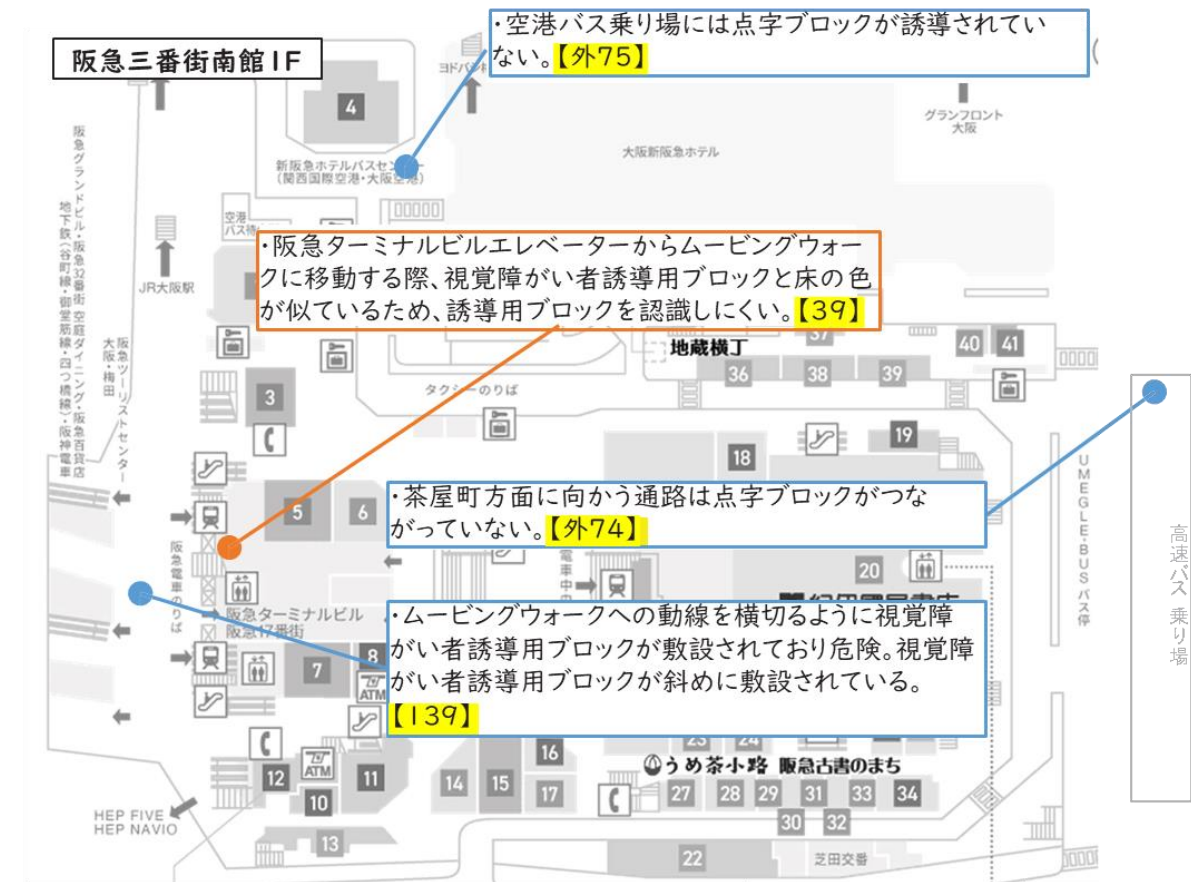 阪急三番街南館1F
・空港バス乗り場には点字ブロックが誘導されてい
ない。【外75】
4
グランフロント
大阪
大阪新阪急ホテル
新阪急ホテルバスセンター
(関西国際空港・大阪空港)
阪急グランドビル・阪急32番街 空庭ダイニング・阪急百貨店
地下鉄(谷町線・御堂筋線・四つ橋線)・阪神電車
阪急ツーリストセンター
大阪・梅田
JR大阪駅
空港
・阪急ターミナルビルエレベーターからムービングウォー
クに移動する際、視覚障がい者誘導用ブロックと床の色
が似ているため、誘導用ブロックを認識しにくい。【39】
地蔵横丁
36
37
38
39
40
41
3
タクシーのりば
18
19
UMEGLE-BUS バス停
高速バス 乗り場
5
6
・茶屋町方面に向かう通路は点字ブロックがつな
がっていない。【外74】
阪急電車のりば
20
紀伊國屋書店
阪急ターミナルビル
阪急17番街
・ムービングウォークへの動線を横切るように視覚障
がい者誘導用ブロックが敷設されており危険。視覚障
がい者誘導用ブロックが斜めに敷設されている。
【139】
7
8
ATM
23
24
うめ茶小路 阪急古書のまち
12
ATM
11
10
14
15
16
17
27
28
29
31
33
34
30
32
HEP FIVE
HEP NAVIO
13
22
芝田交番